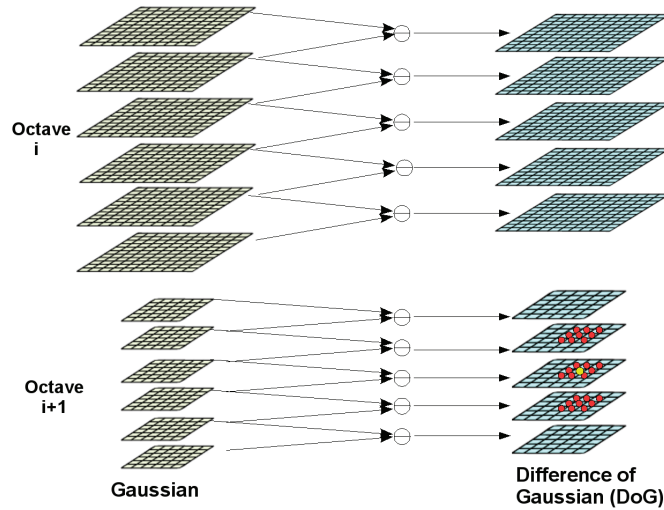 Octave
i
Octave
i+1
Gaussian
Difference of
Gaussian (DoG)